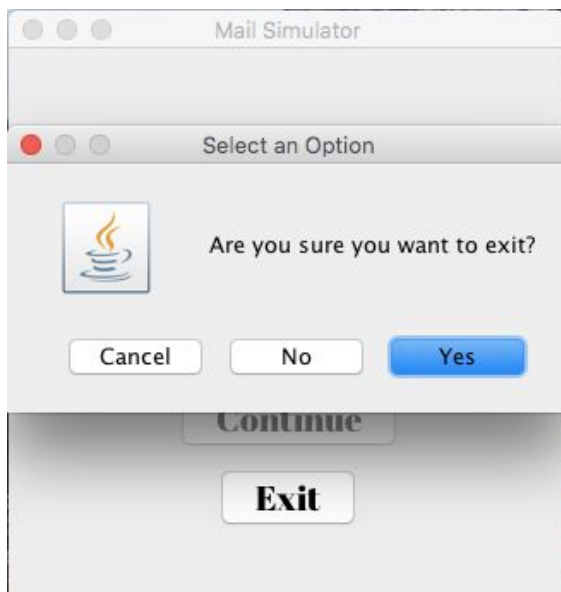 Mail Simulator
Select an Option
Are you sure you want to exit?
Cancel No Yes
Continue
Exit